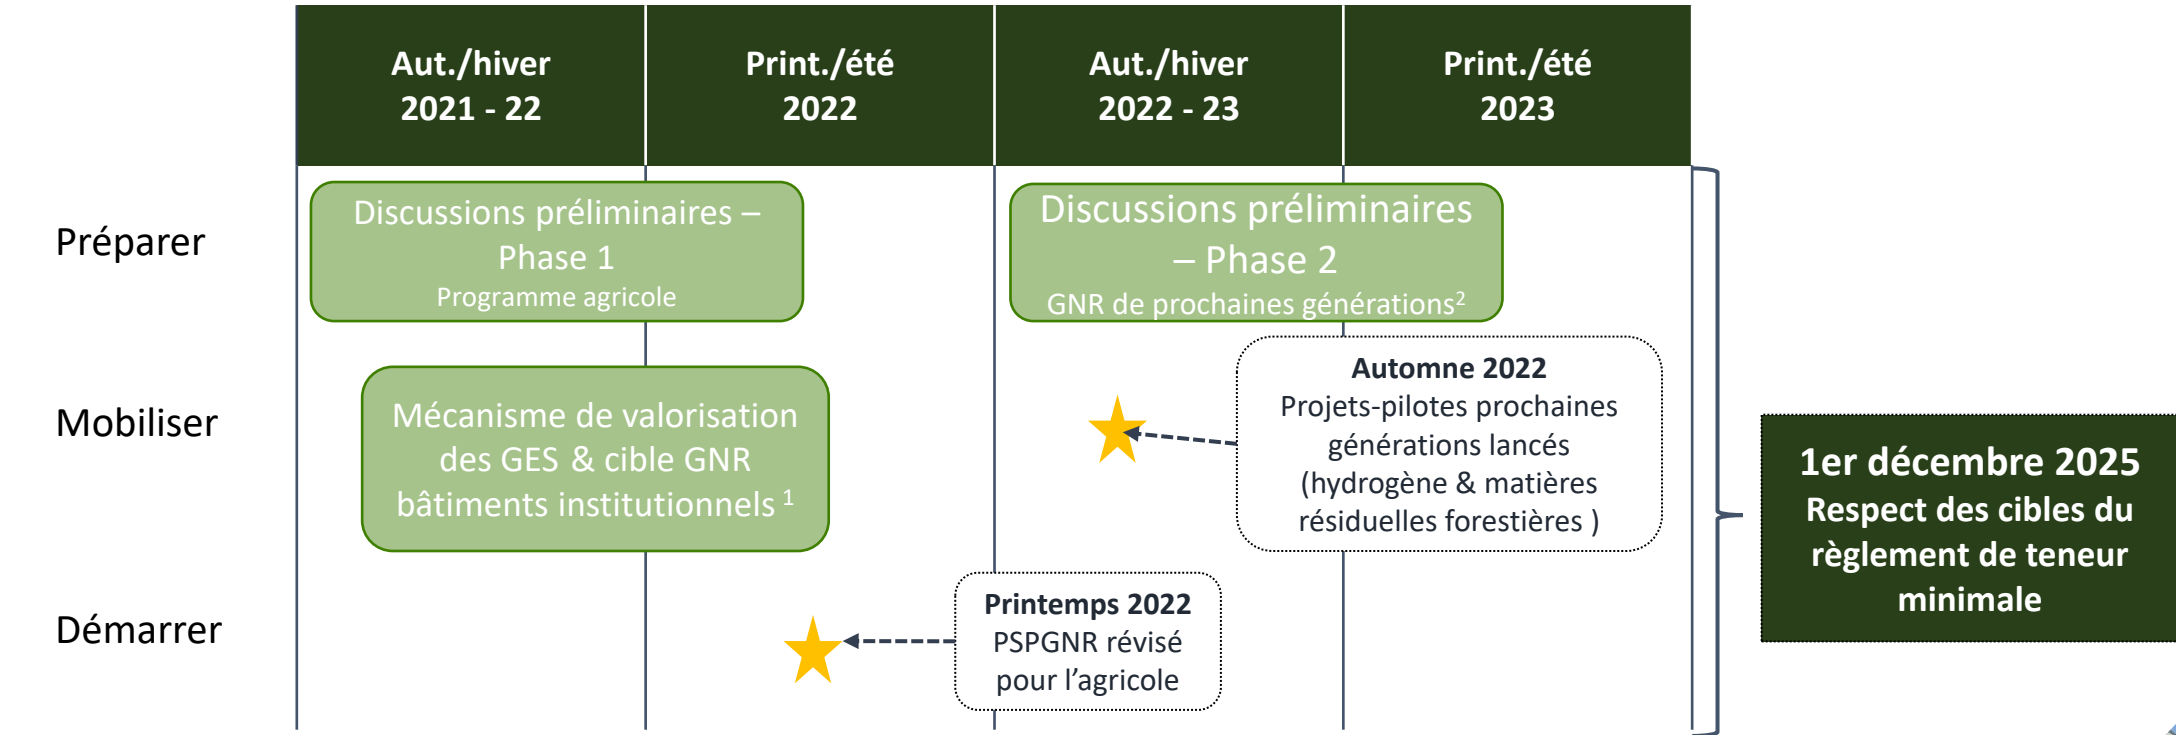 Aut./hiver
2021 - 22
Print./été
2022
Aut./hiver
2022 - 23
Print./été
2023
Préparer
Discussions préliminaires –
Phase 1
Programme agricole
Discussions préliminaires
– Phase 2
GNR de prochaines générations²
Mobiliser
Mécanisme de valorisation
des GES & cible GNR
bâtiments institutionnels ¹
Automne 2022
Projets-pilotes prochaines
générations lancés
(hydrogène & matières
résiduelles forestières )
Démarrer
Printemps 2022
PSPGNR révisé
pour l’agricole
1er décembre 2025
Respect des cibles du
règlement de teneur
minimale